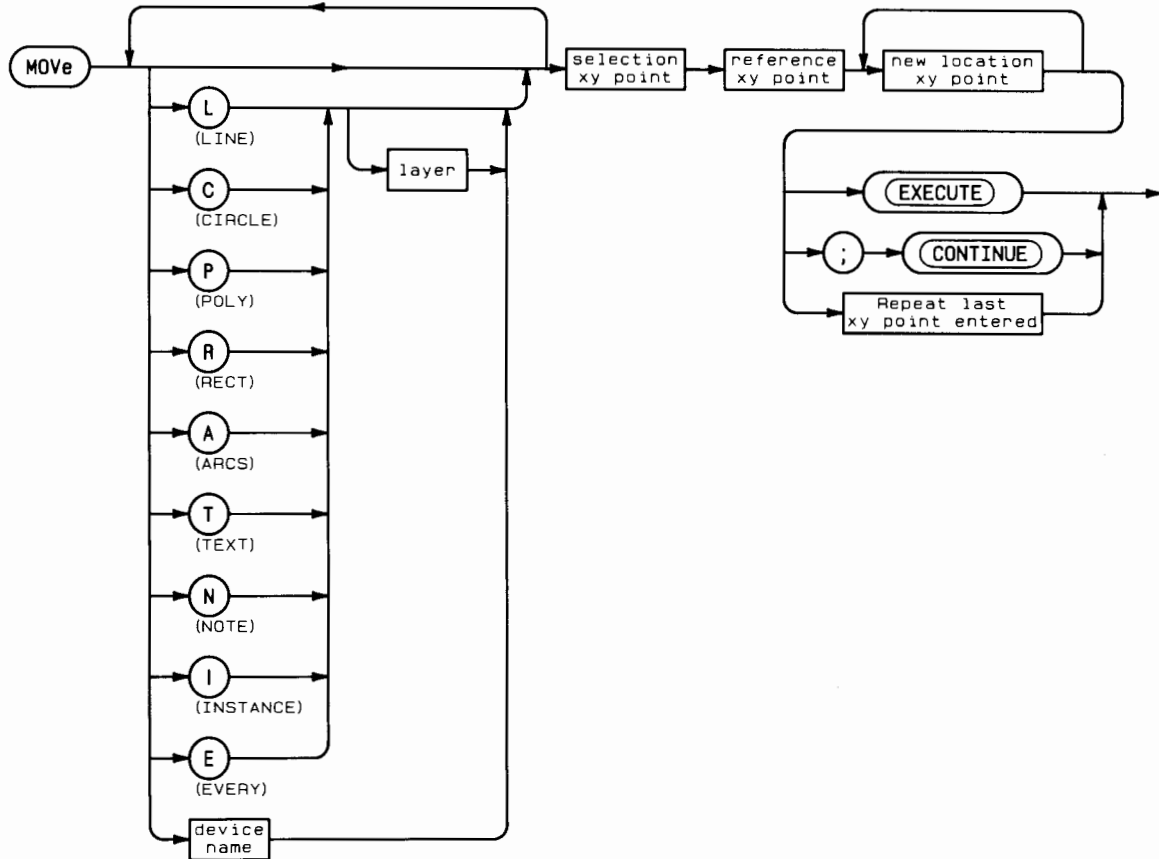 MOVe
selection
xy point
reference
xy point
new location
xy point
L
(LINE)
layer
C
(CIRCLE)
P
(POLY)
R
(RECT)
A
(ARCS)
T
(TEXT)
N
(NOTE)
I
(INSTANCE)
E
(EVERY)
device
name
EXECUTE
;
CONTINUE
Repeat last
xy point entered